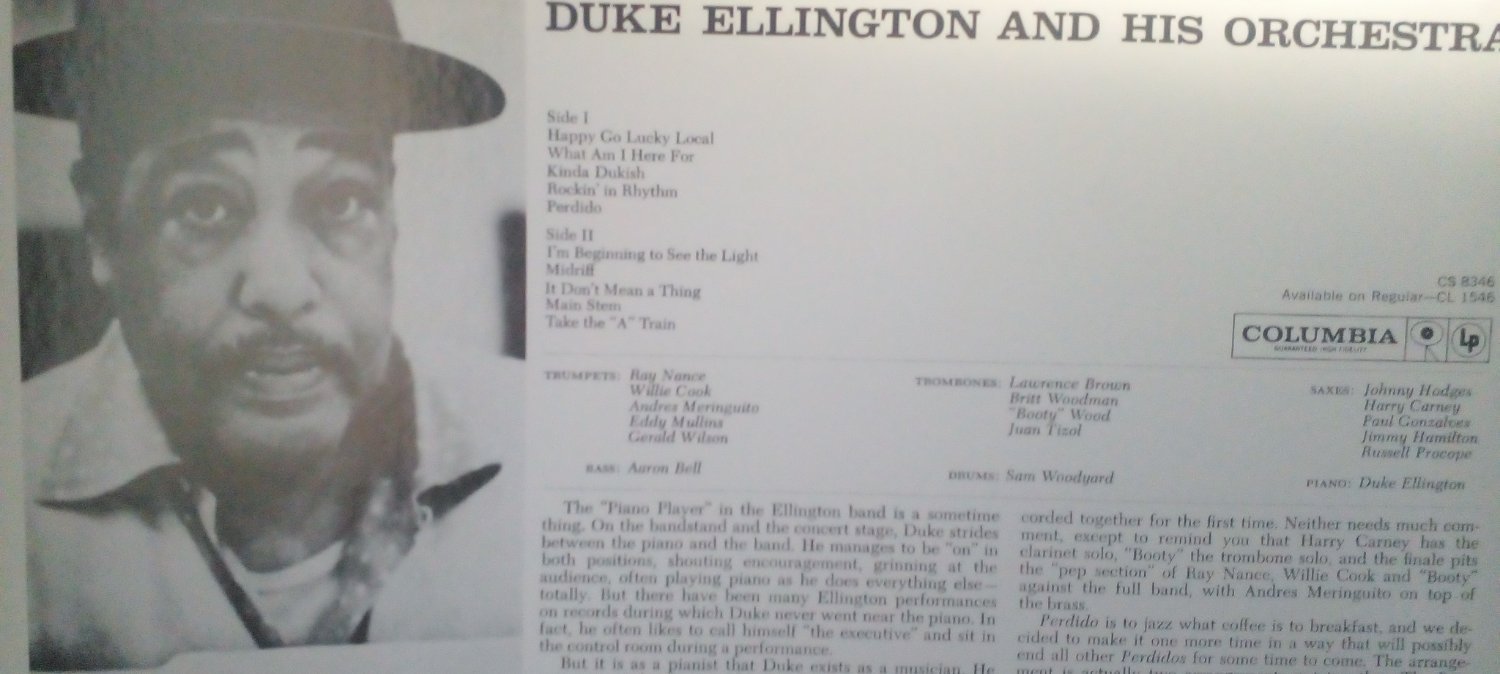 DUKE ELLINGTON AND HIS ORCHESTRA
Side I
Happy Go Lucky Local
What Am I Here For
Kinda Dukish
Rockin' in Rhythm
Perdido
Side II
I'm Beginning to See the Light
Midriff
It Don't Mean a Thing
Main Stem
Take the "A" Train
CS 8346
Available on Regular—CL 1546
COLUMBIA
GUARANTEED HIGH FIDELITY
Lp
TRUMPETS: Ray Nance
Willie Cook
Andres Meringuito
Eddy Mullins
Gerald Wilson
TROMBONES: Lawrence Brown
Britt Woodman
"Booty" Wood
Juan Tizol
SAXES: Johnny Hodges
Harry Carney
Paul Gonzalves
Jimmy Hamilton
Russell Procope
BASS: Aaron Bell
DRUMS: Sam Woodyard
PIANO: Duke Ellington
The "Piano Player" in the Ellington band is a sometime
thing. On the bandstand and the concert stage, Duke strides
between the piano and the band. He manages to be "on" in
both positions, shouting encouragement, grinning at the
audience, often playing piano as he does everything else—
totally. But there have been many Ellington performances
on records during which Duke never went near the piano. In
fact, he often likes to call himself "the executive" and sit in
the control room during a performance.
But it is as a pianist that Duke exists as a musician. He
corded together for the first time. Neither needs much com-
ment, except to remind you that Harry Carney has the
clarinet solo, "Booty" the trombone solo, and the finale pits
the "pep section" of Ray Nance, Willie Cook and "Booty"
against the full band, with Andres Meringuito on top of
the brass.
Perdido is to jazz what coffee is to breakfast, and we de-
cided to make it one more time in a way that will possibly
end all other Perdidos for some time to come. The arrange-
ment is actually two